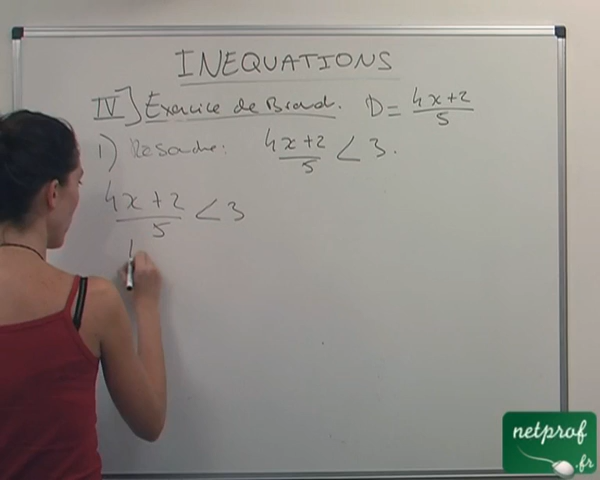 INEQUATIONS
IV] Exercice de Brevet. D = 4x+2/5
1) Résoudre: 4x+2/5 < 3.
4x+2/5 < 3
netprof
.fr